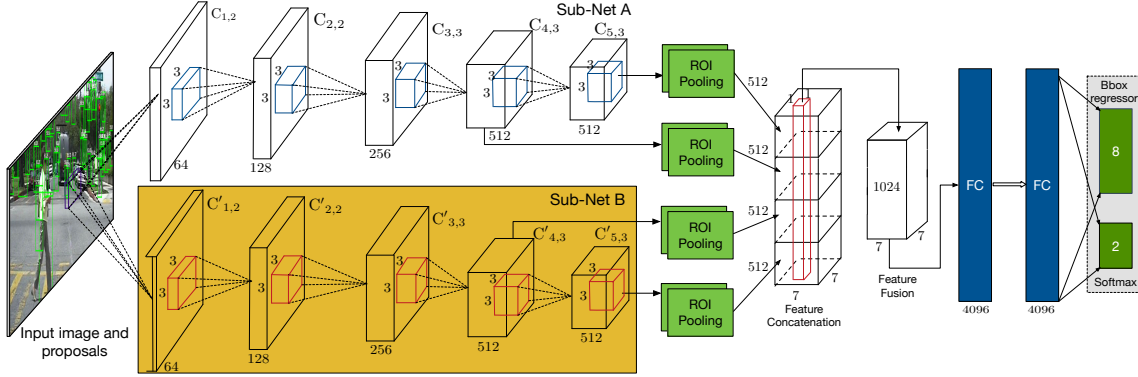 Sub-Net A
C1,2
C2,2
C3,3
C4,3
C5,3
3
3
3
3
3
3
3
3
3
3
64
128
256
512
512
ROI
Pooling
ROI
Pooling
512
512
512
512
1
7
7
Feature
Concatenation
1024
7
7
Feature
Fusion
FC
4096
FC
4096
Bbox
regressor
8
2
Softmax
Input image and
proposals
Sub-Net B
C′1,2
C′2,2
C′3,3
C′4,3
C′5,3
3
3
3
3
3
3
3
3
3
3
64
128
256
512
512
ROI
Pooling
ROI
Pooling